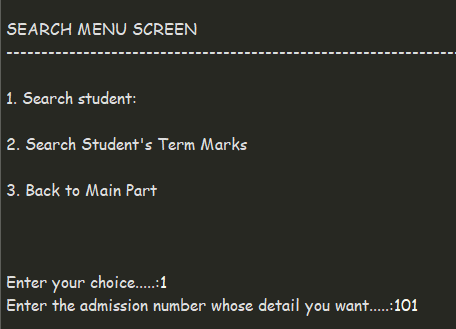 SEARCH MENU SCREEN
--------------------------------------------------------------------
1. Search student:
2. Search Student's Term Marks
3. Back to Main Part
Enter your choice.....:1
Enter the admission number whose detail you want.....:101